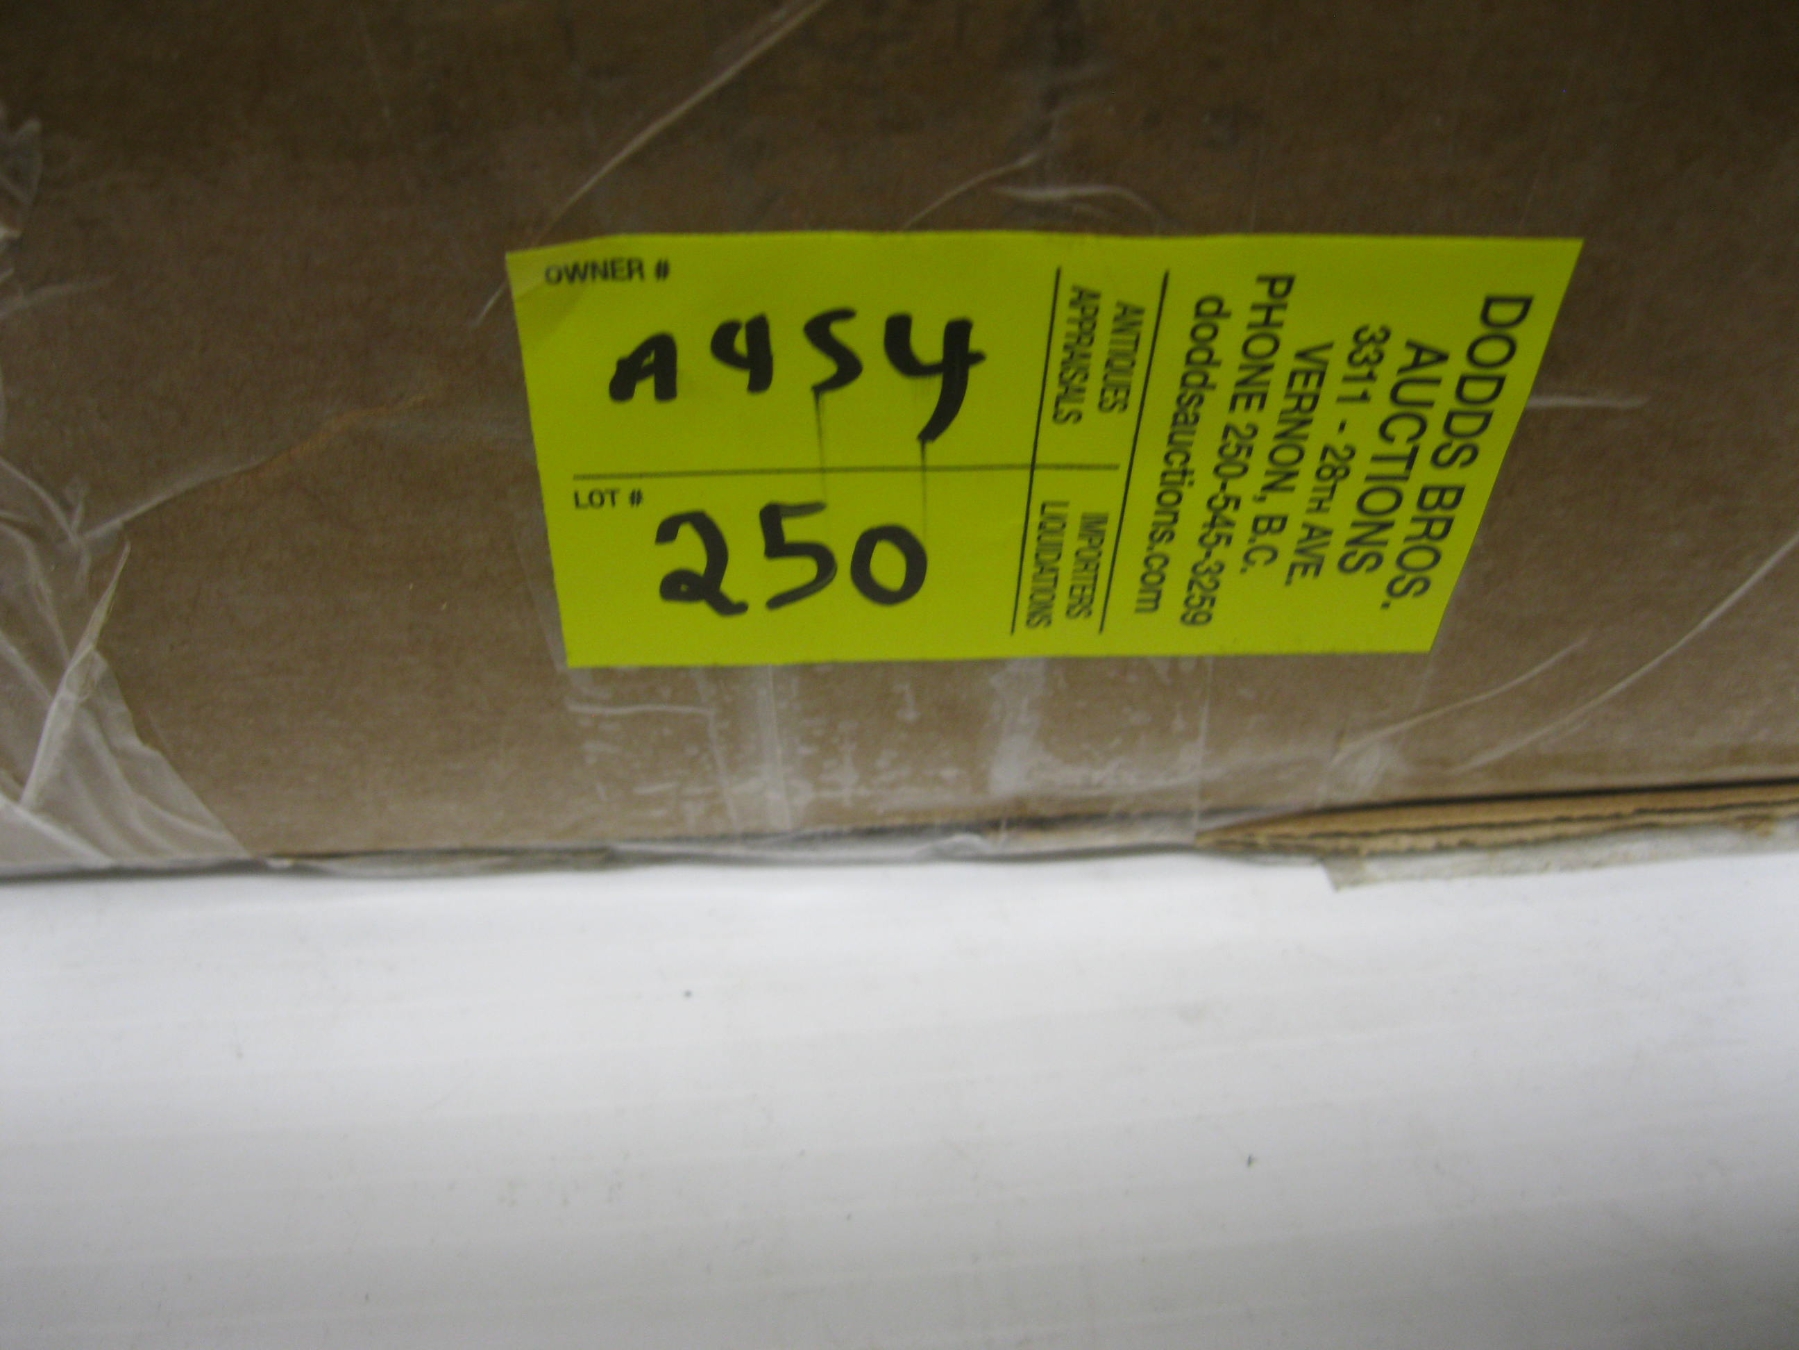 OWNER #
A954
LOT #
250
ANTIQUES
APPRAISALS
IMPORTERS
LIQUIDATIONS
DODDS BROS.
AUCTIONS
3311 - 28TH AVE.
VERNON, B.C.
PHONE 250-545-3259
doddsauctions.com